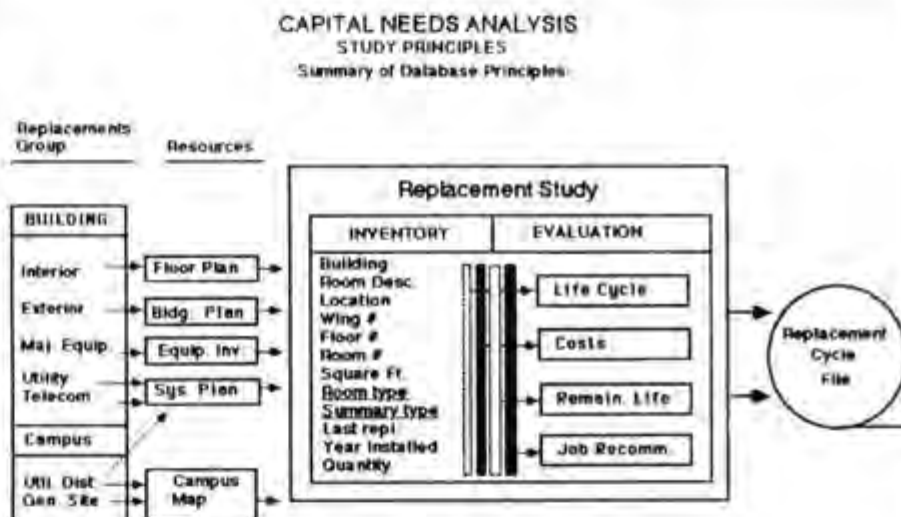 CAPITAL NEEDS ANALYSIS
STUDY PRINCIPLES
Summary of Database Principles
Replacements
Group
Resources
BUILDING
Interior
Exterior
Maj. Equip.
Utility
Telecom
Campus
Util. Dist
Gen. Site
Floor Plan
Bldg. Plan
Equip. Inv.
Sys. Plan
Campus
Map
Replacement Study
INVENTORY
Building
Room Desc.
Location
Wing #
Floor #
Room #
Square Ft.
Room type
Summary type
Last repl
Year Installed
Quantity
EVALUATION
Life Cycle
Costs
Remain. Life
Job Recomm.
Replacement
Cycle
File